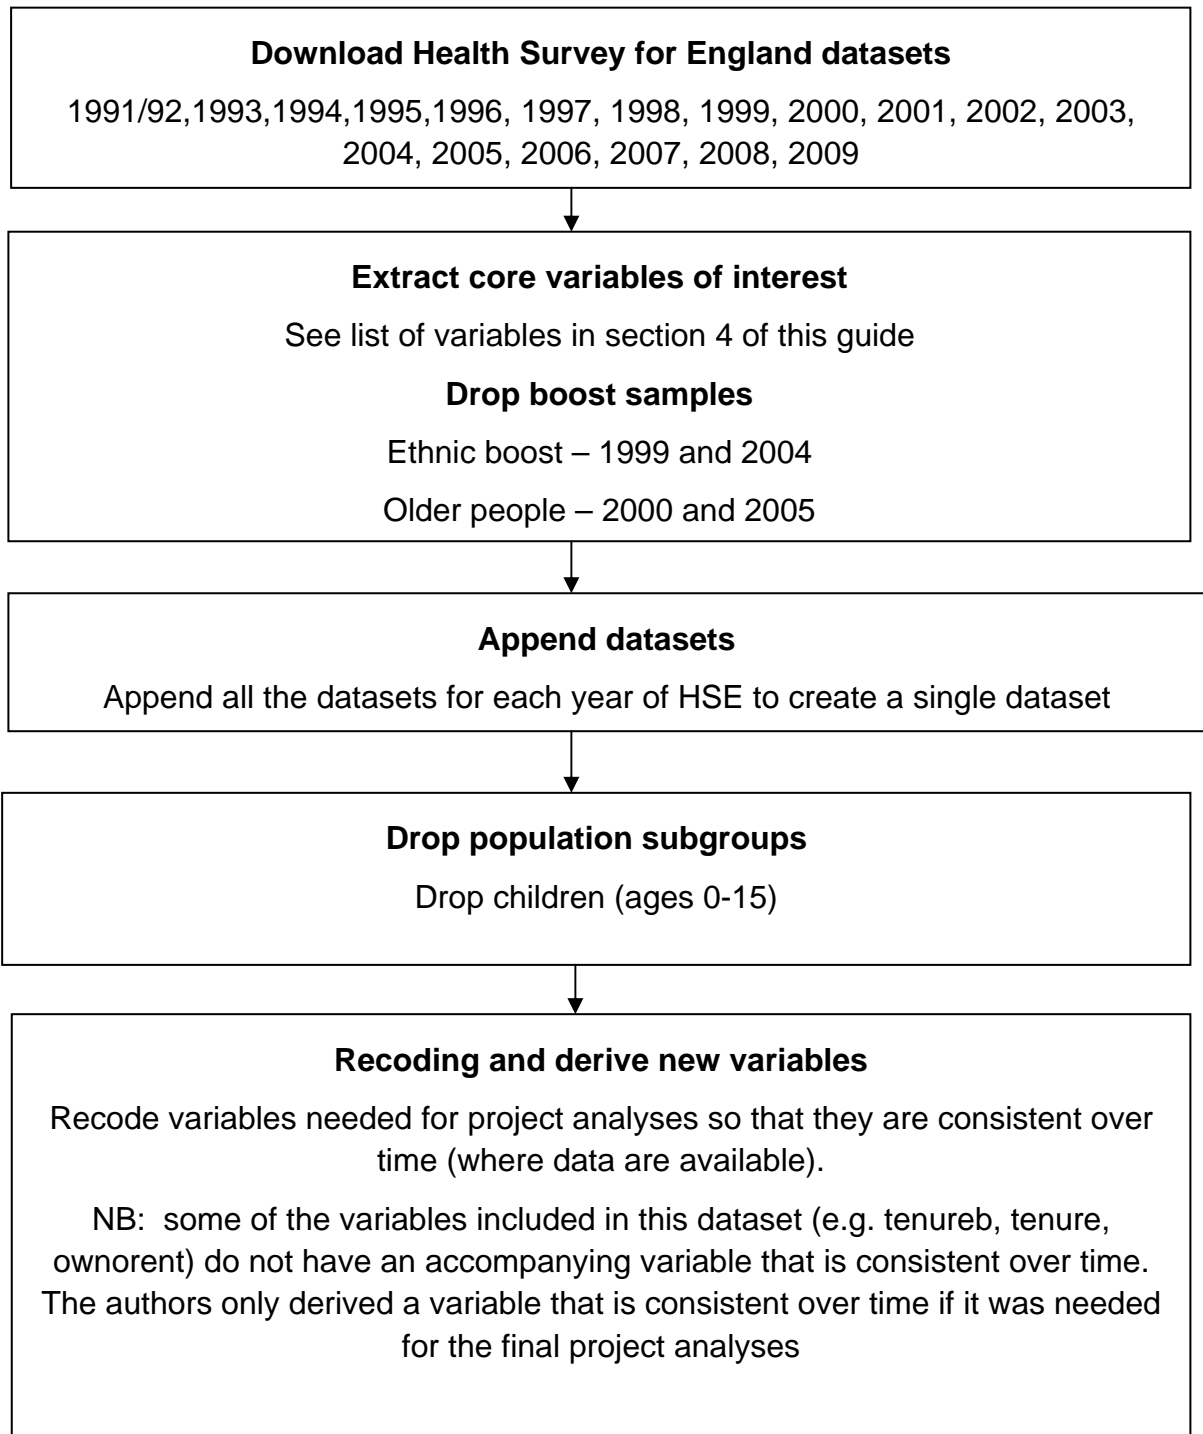 Download Health Survey for England datasets
1991/92,1993,1994,1995,1996, 1997, 1998, 1999, 2000, 2001, 2002, 2003,
2004, 2005, 2006, 2007, 2008, 2009
Extract core variables of interest
See list of variables in section 4 of this guide
Drop boost samples
Ethnic boost – 1999 and 2004
Older people – 2000 and 2005
Append datasets
Append all the datasets for each year of HSE to create a single dataset
Drop population subgroups
Drop children (ages 0-15)
Recoding and derive new variables
Recode variables needed for project analyses so that they are consistent over
time (where data are available).
NB:  some of the variables included in this dataset (e.g. tenureb, tenure,
ownorent) do not have an accompanying variable that is consistent over time.
The authors only derived a variable that is consistent over time if it was needed
for the final project analyses